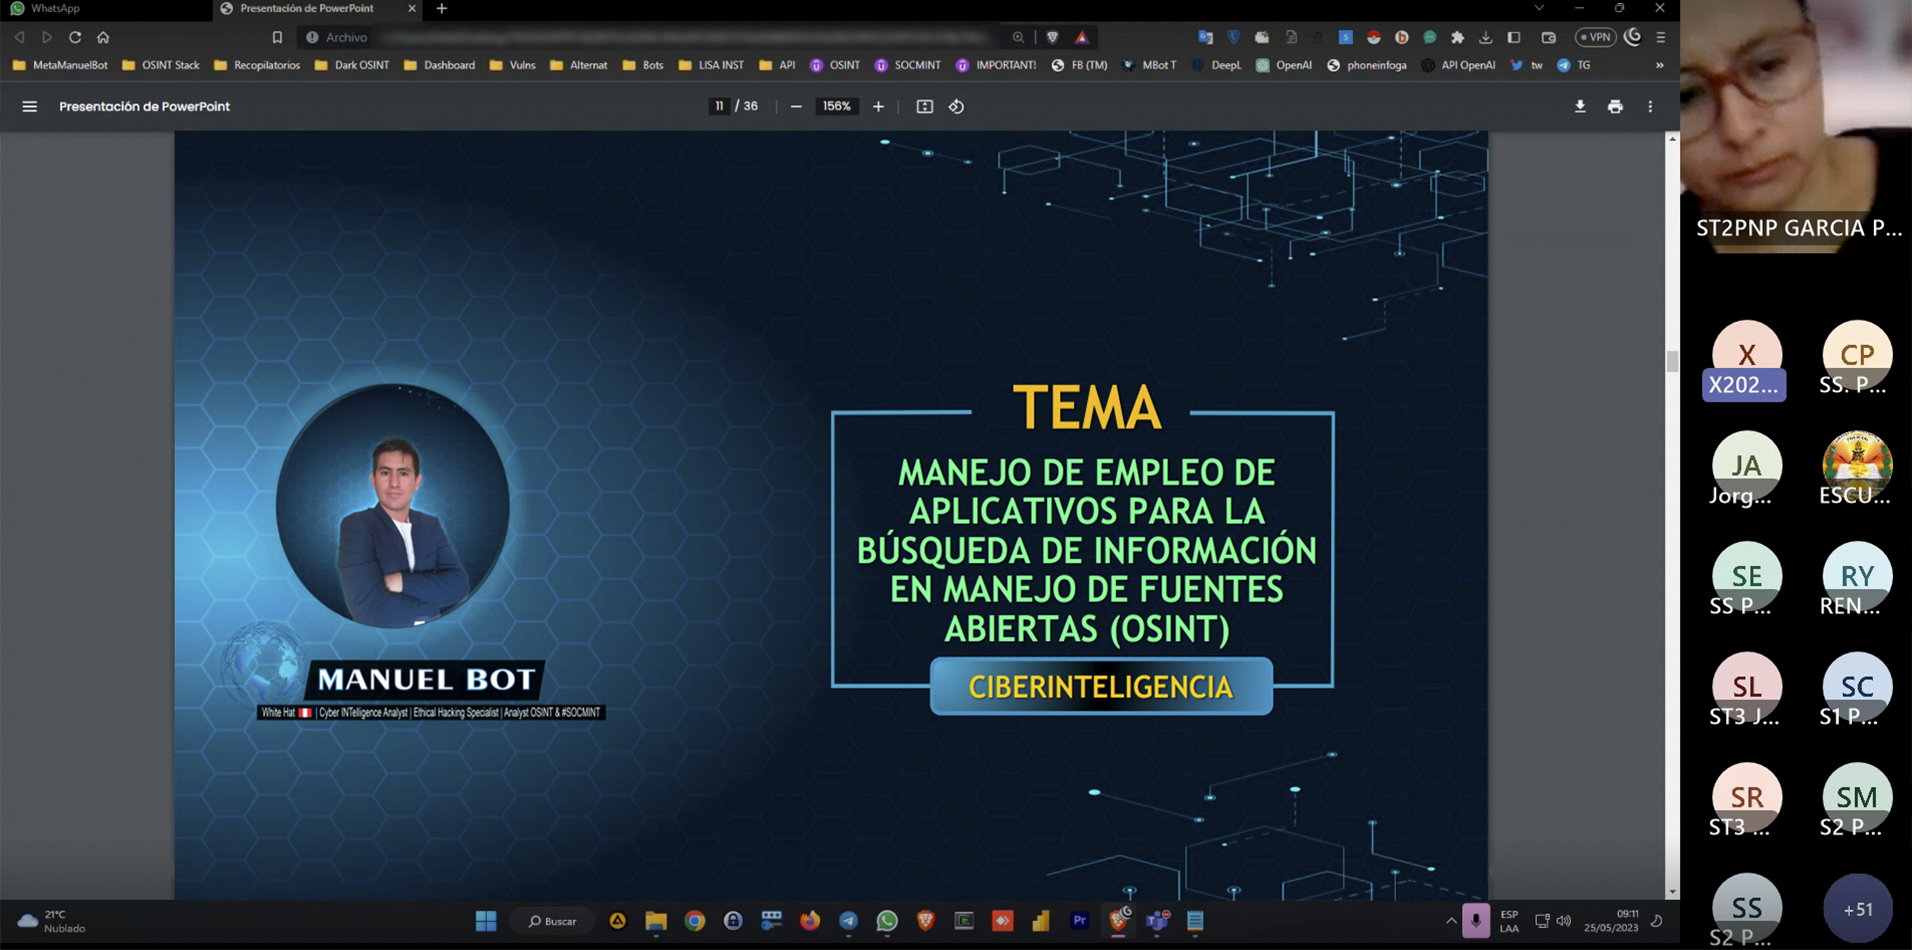 WhatsApp
Presentación de PowerPoint
Archivo
VPN
MetaManuelBot
OSINT Stack
Recopilatorios
Dark OSINT
Dashboard
Vulns
Alternat
Bots
LISA INST
API
OSINT
SOCMINT
IMPORTANT!
FB (TM)
MBot T
DeepL
OpenAI
phoneinfoga
API OpenAI
tw
TG
»
Presentación de PowerPoint
11 / 36
156%
TEMA
MANEJO DE EMPLEO DE
APLICATIVOS PARA LA
BÚSQUEDA DE INFORMACIÓN
EN MANEJO DE FUENTES
ABIERTAS (OSINT)
CIBERINTELIGENCIA
MANUEL BOT
White Hat | Cyber INTelligence Analyst | Ethical Hacking Specialist | Analyst OSINT & #SOCMINT
ST2PNP GARCIA P...
X
X202...
CP
SS. P...
JA
Jorg...
ESCU...
SE
SS P...
RY
REN...
SL
ST3 J...
SC
S1 P...
SR
ST3 ...
SM
S2 P...
SS
S2 P...
+51
21°C
Nublado
Buscar
Pr
ESP
LAA
09:11
25/05/2023